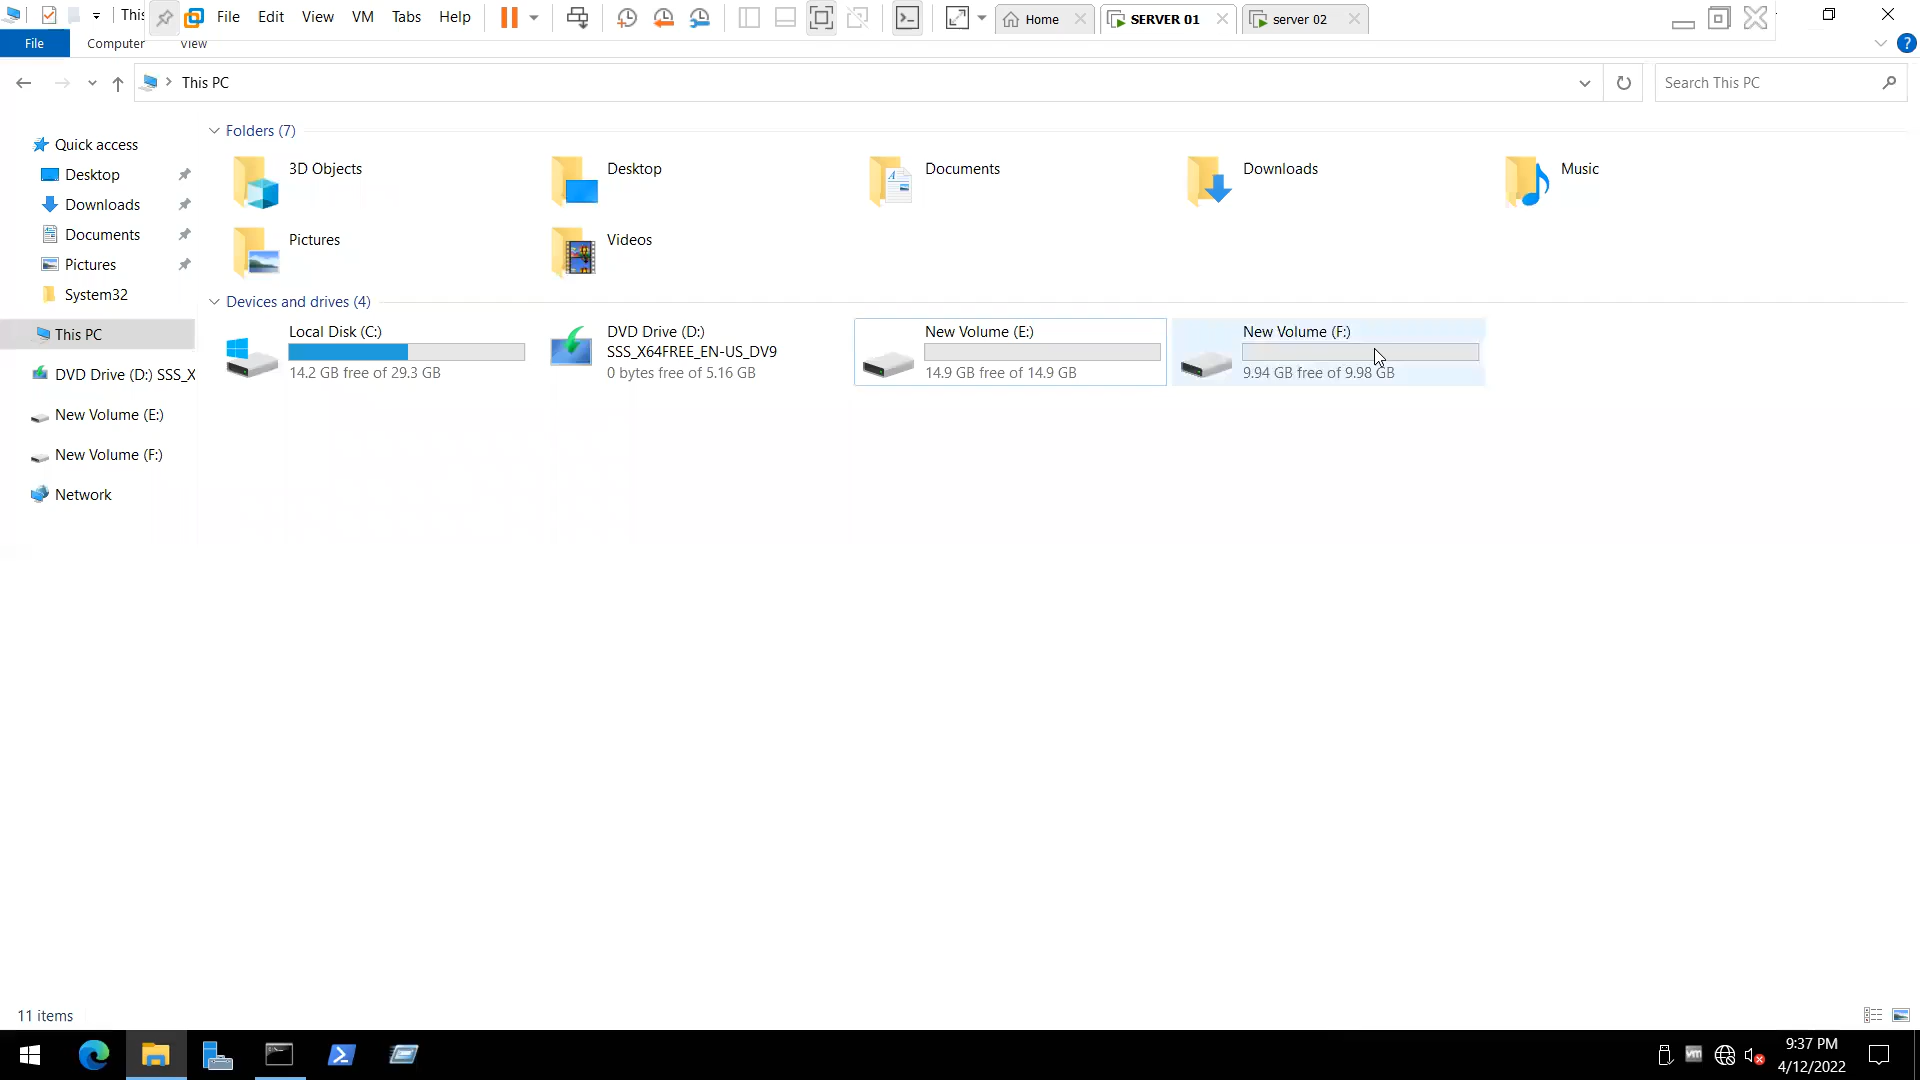 This File Edit View VM Tabs Help Home SERVER 01 server 02
File Computer View
This PC Search This PC
Quick access
Desktop
Downloads
Documents
Pictures
System32
This PC
DVD Drive (D:) SSS_X
New Volume (E:)
New Volume (F:)
Network
Folders (7)
3D Objects Desktop Documents Downloads Music
Pictures Videos
Devices and drives (4)
Local Disk (C:)
14.2 GB free of 29.3 GB
DVD Drive (D:)
SSS_X64FREE_EN-US_DV9
0 bytes free of 5.16 GB
New Volume (E:)
14.9 GB free of 14.9 GB
New Volume (F:)
9.94 GB free of 9.98 GB
11 items
vm
9:37 PM
4/12/2022